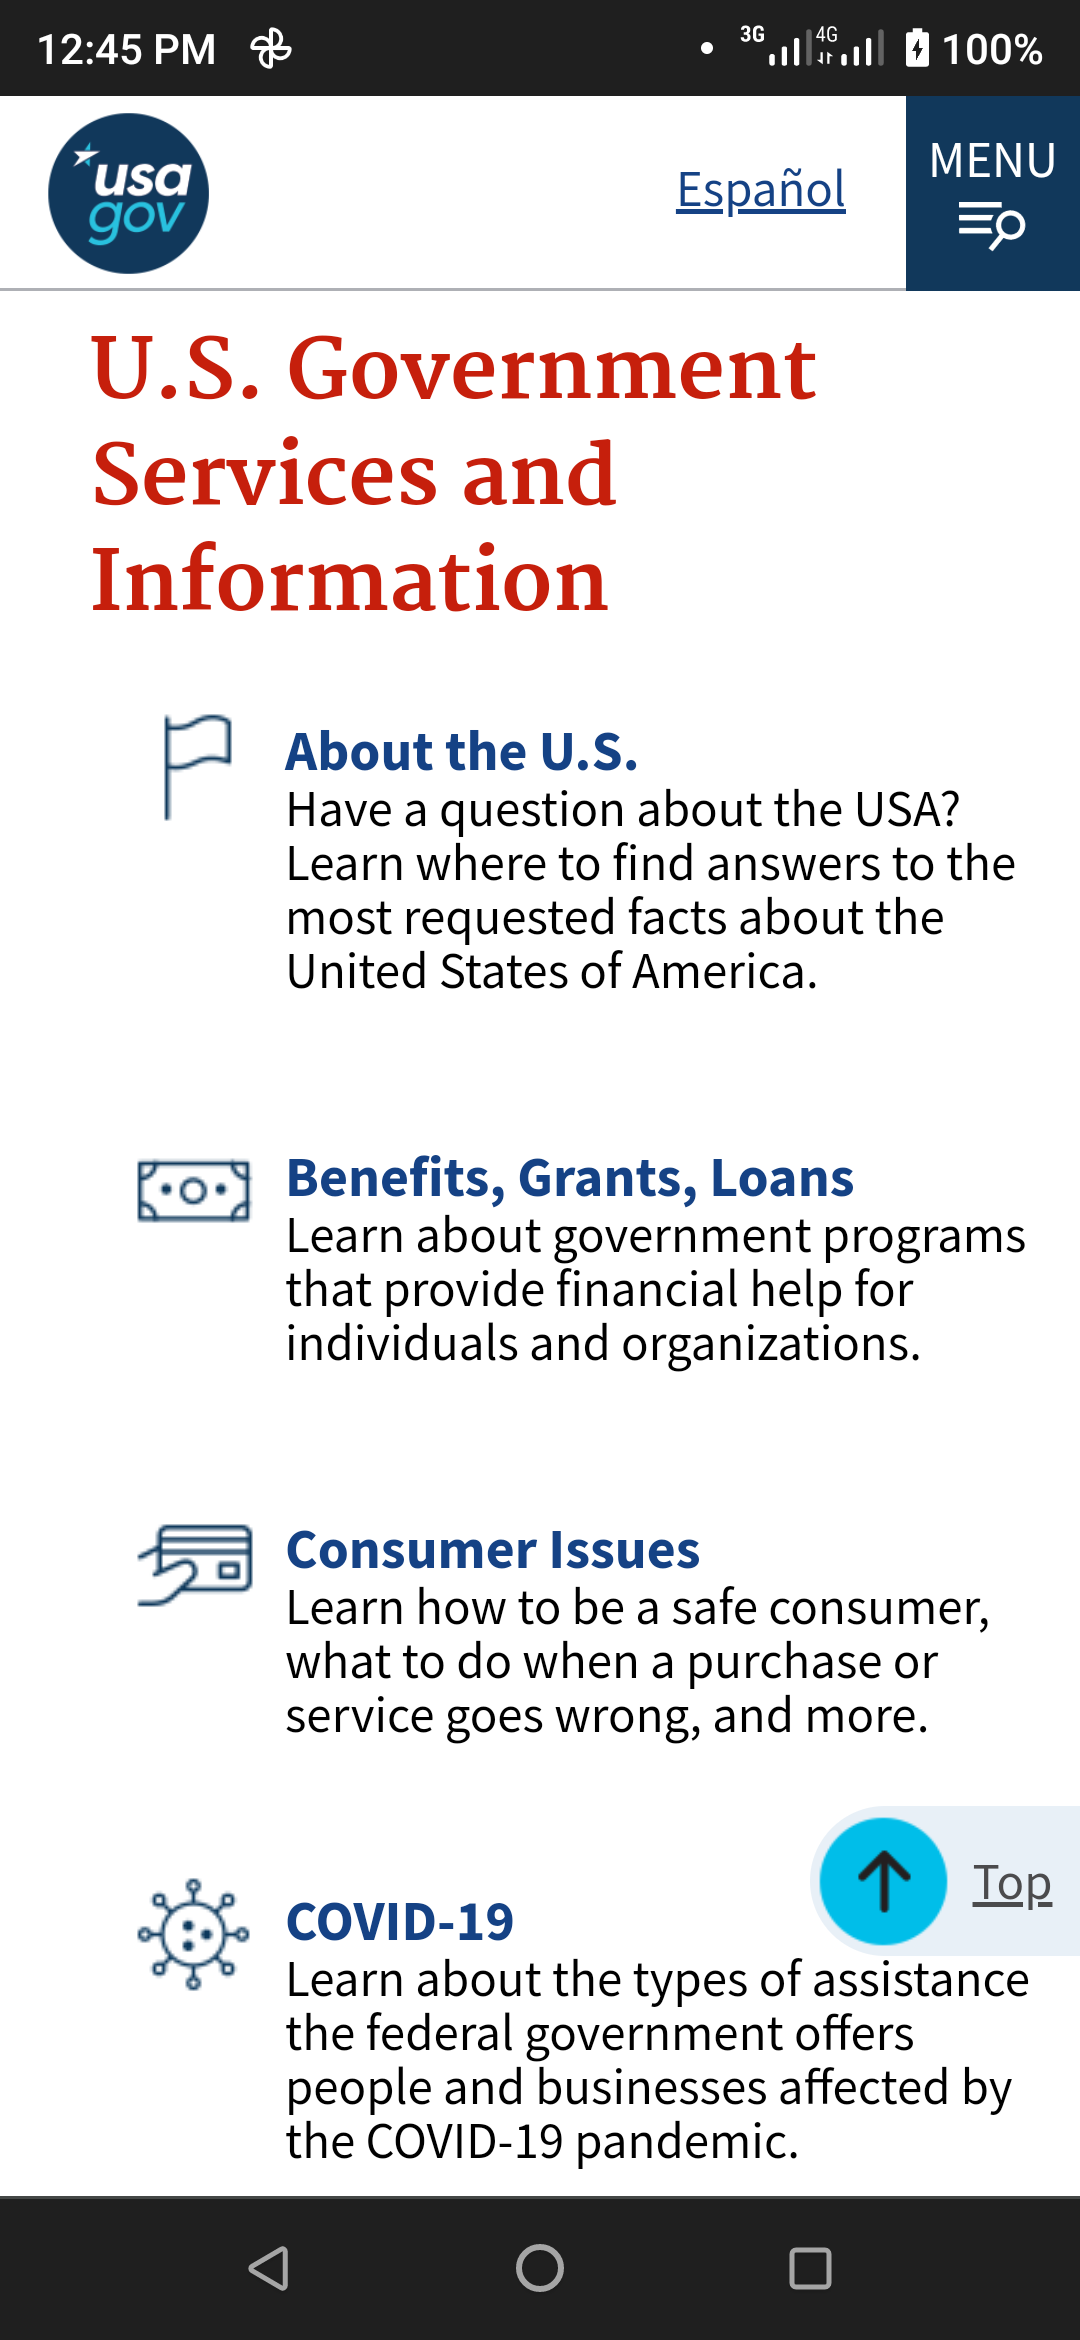 12:45 PM
3G
4G
100%
usa
gov
Español
MENU
U.S. Government
Services and
Information
About the U.S.
Have a question about the USA?
Learn where to find answers to the
most requested facts about the
United States of America.
Benefits, Grants, Loans
Learn about government programs
that provide financial help for
individuals and organizations.
Consumer Issues
Learn how to be a safe consumer,
what to do when a purchase or
service goes wrong, and more.
Top
COVID-19
Learn about the types of assistance
the federal government offers
people and businesses affected by
the COVID-19 pandemic.